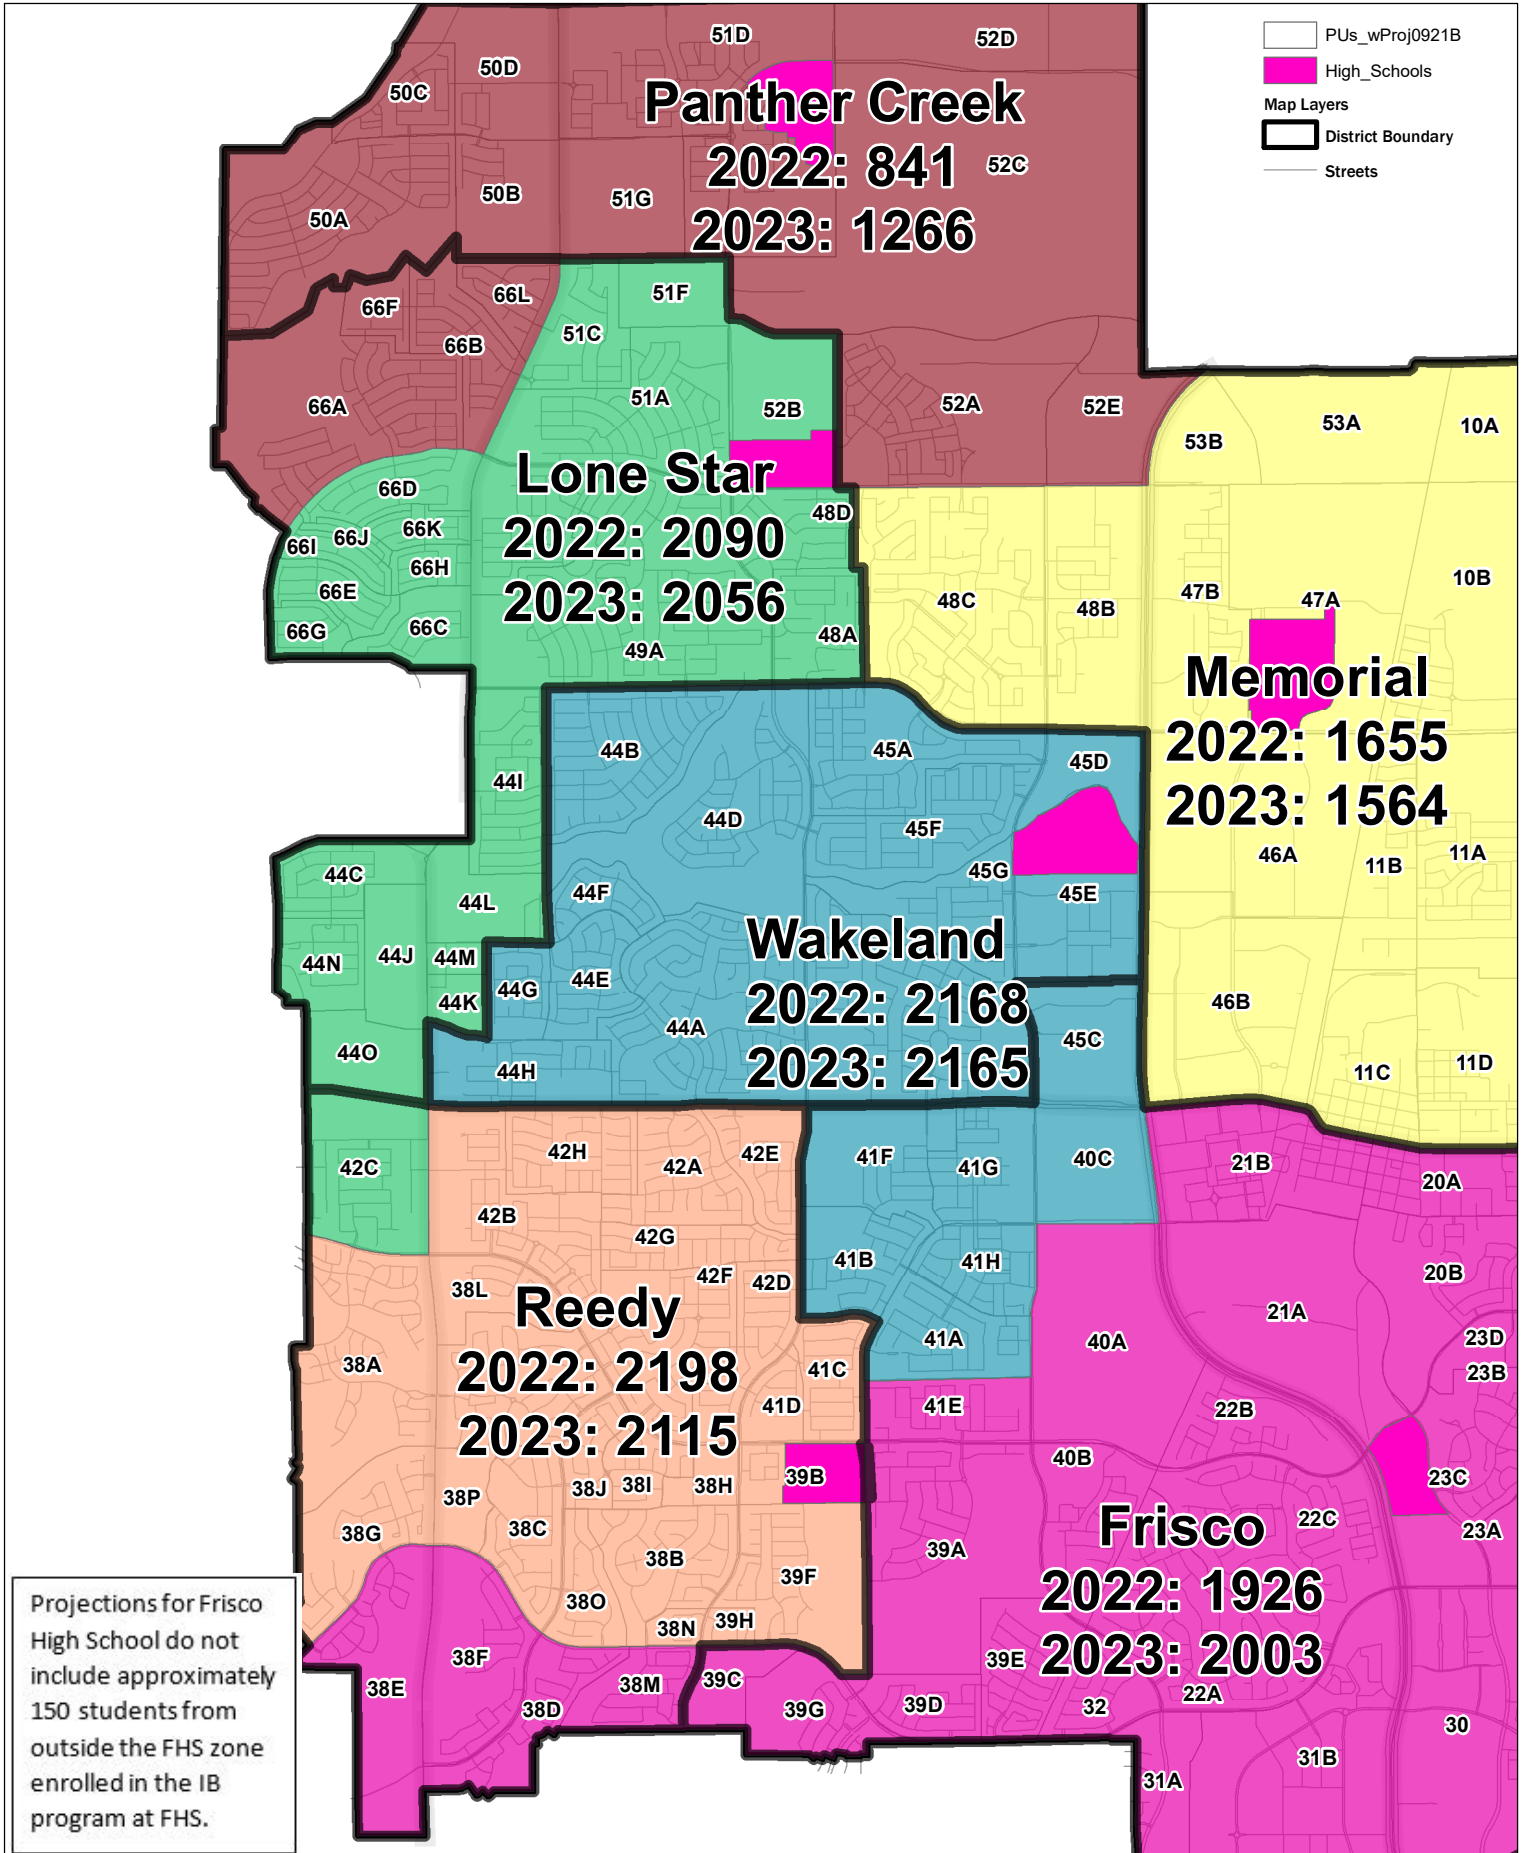 51D
52D
PUs_wProj0921B
High_Schools
Map Layers
District Boundary
Streets
50D
50C
Panther Creek
2022: 841
2023: 1266
52C
50B
51G
50A
66L
51F
66F
51C
66B
51A
66A
52B
52A
52E
53A
10A
53B
Lone Star
2022: 2090
2023: 2056
66D
48D
66K
66J
66I
66H
66E
66G
66C
48A
49A
48C
48B
47B
47A
10B
Memorial
2022: 1655
2023: 1564
44B
45A
45D
44I
44D
45F
46A
11B
11A
45G
44C
44F
45E
44L
Wakeland
2022: 2168
2023: 2165
44J
44M
44N
44E
44G
44K
46B
44A
45C
44O
44H
11C
11D
42H
42E
42A
41F
41G
40C
21B
20A
42C
42B
42G
41B
41H
42F
42D
38L
20B
Reedy
2022: 2198
2023: 2115
21A
23D
41A
40A
38A
41C
23B
41D
41E
22B
40B
39B
23C
38J
38I
38H
38P
38G
38C
Frisco
2022: 1926
2023: 2003
22C
23A
39A
38B
39F
38O
39H
38N
38F
39E
38E
38M
39C
22A
38D
39G
39D
32
30
31B
31A
Projections for Frisco
High School do not
include approximately
150 students from
outside the FHS zone
enrolled in the IB
program at FHS.